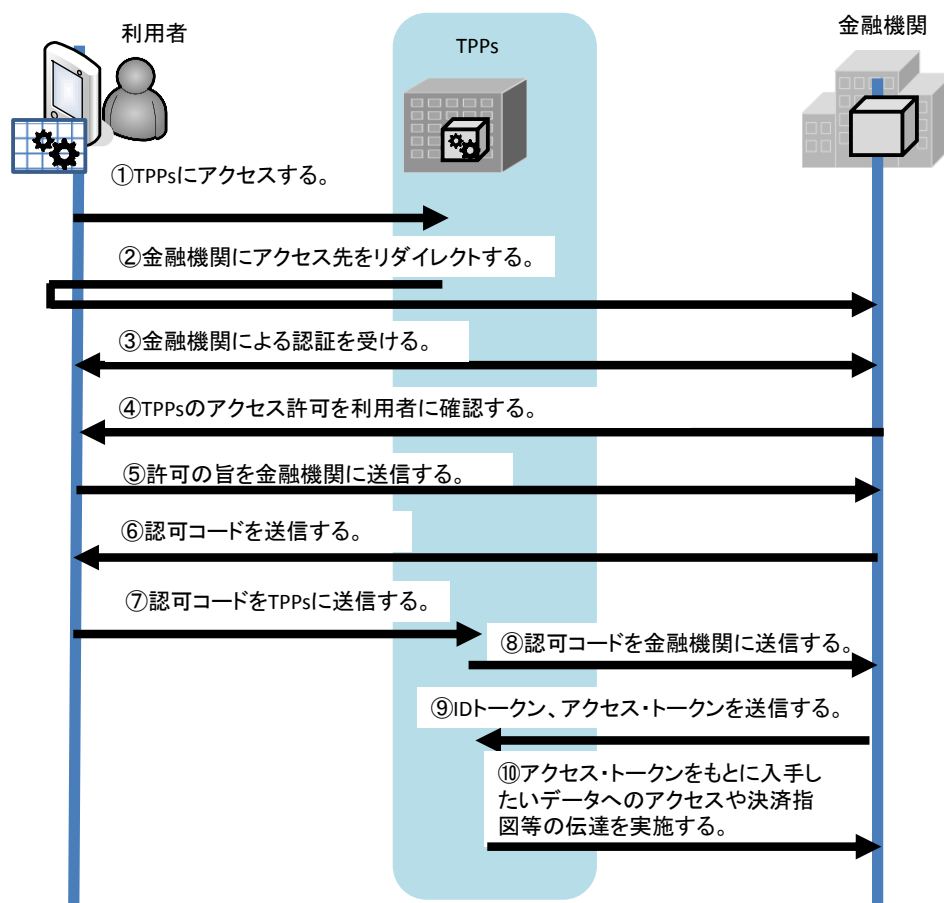 利用者
TPPs
金融機関
①TPPsにアクセスする。
②金融機関にアクセス先をリダイレクトする。
③金融機関による認証を受ける。
④TPPsのアクセス許可を利用者に確認する。
⑤許可の旨を金融機関に送信する。
⑥認可コードを送信する。
⑦認可コードをTPPsに送信する。
⑧認可コードを金融機関に送信する。
⑨IDトークン、アクセス・トークンを送信する。
⑩アクセス・トークンをもとに入手し
たいデータへのアクセスや決済指
図等の伝達を実施する。